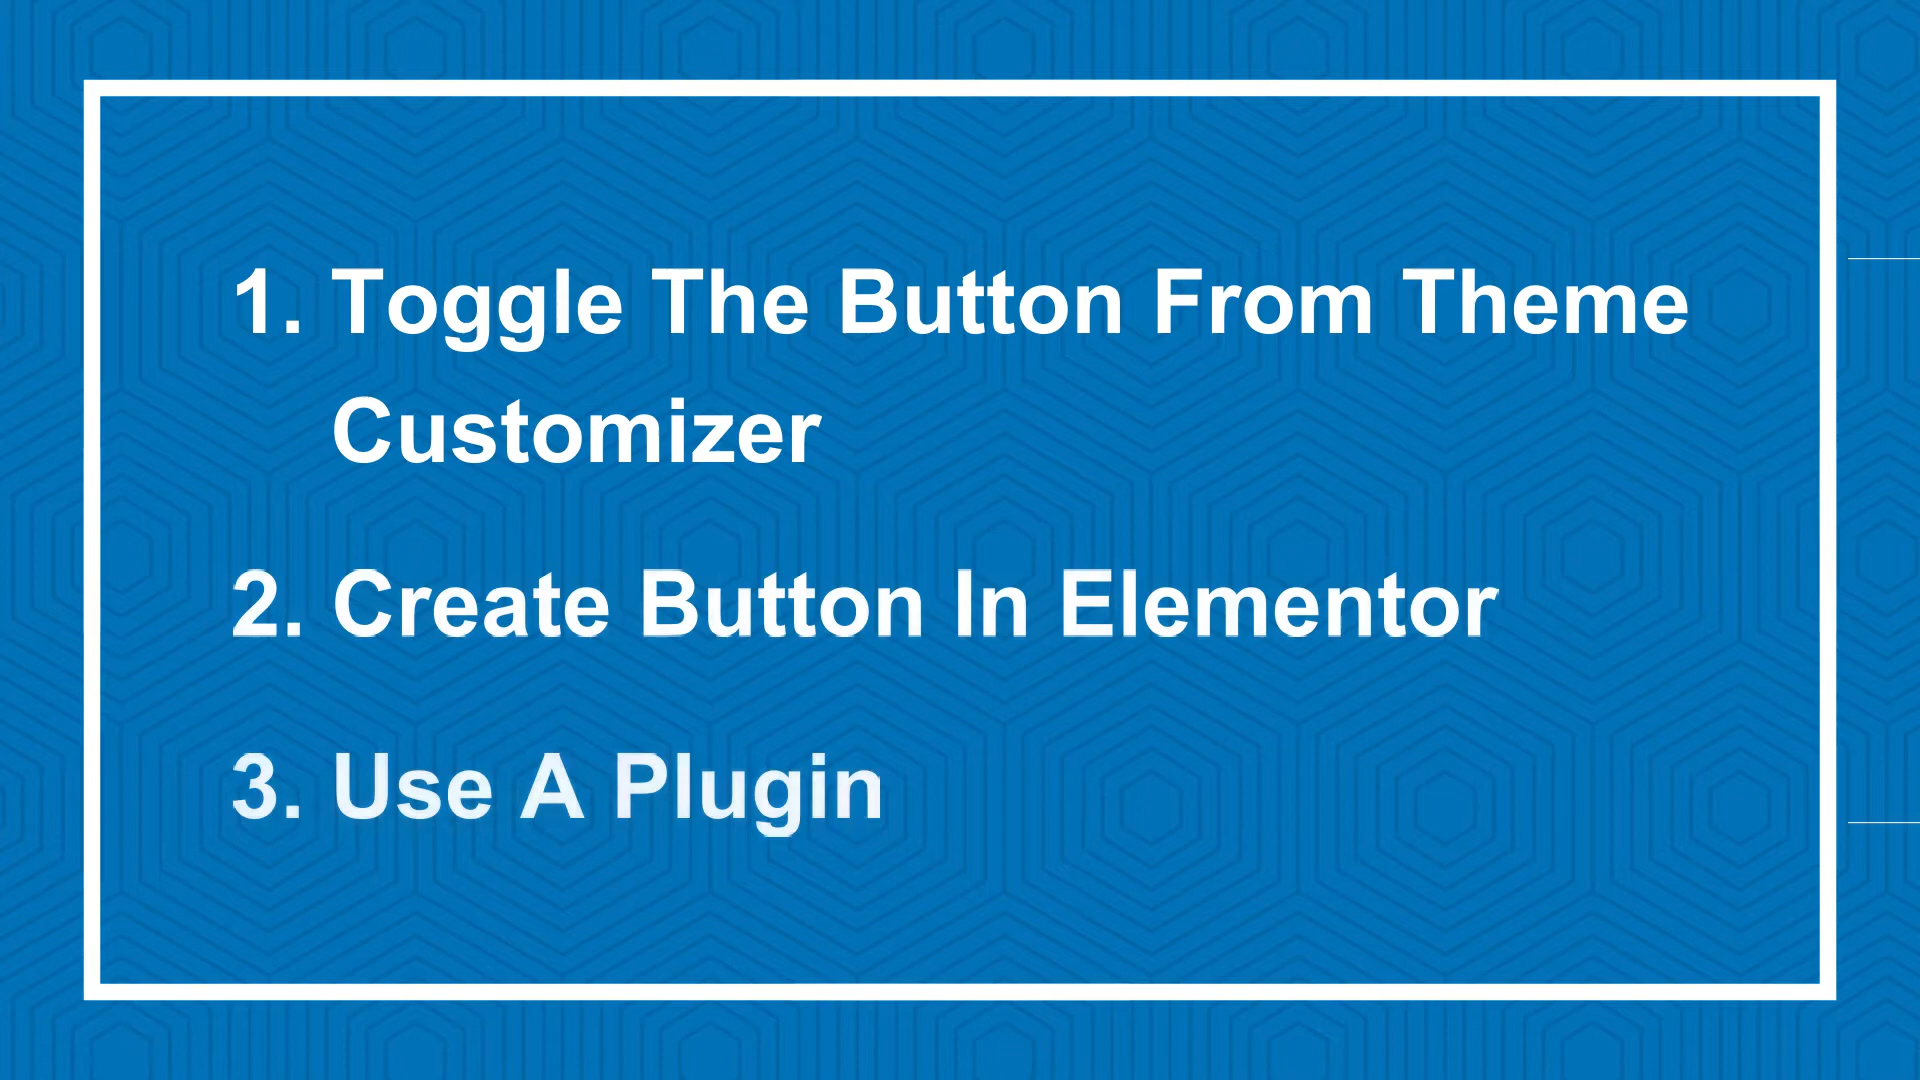 1. Toggle The Button From Theme
Customizer
2. Create Button In Elementor
3. Use A Plugin